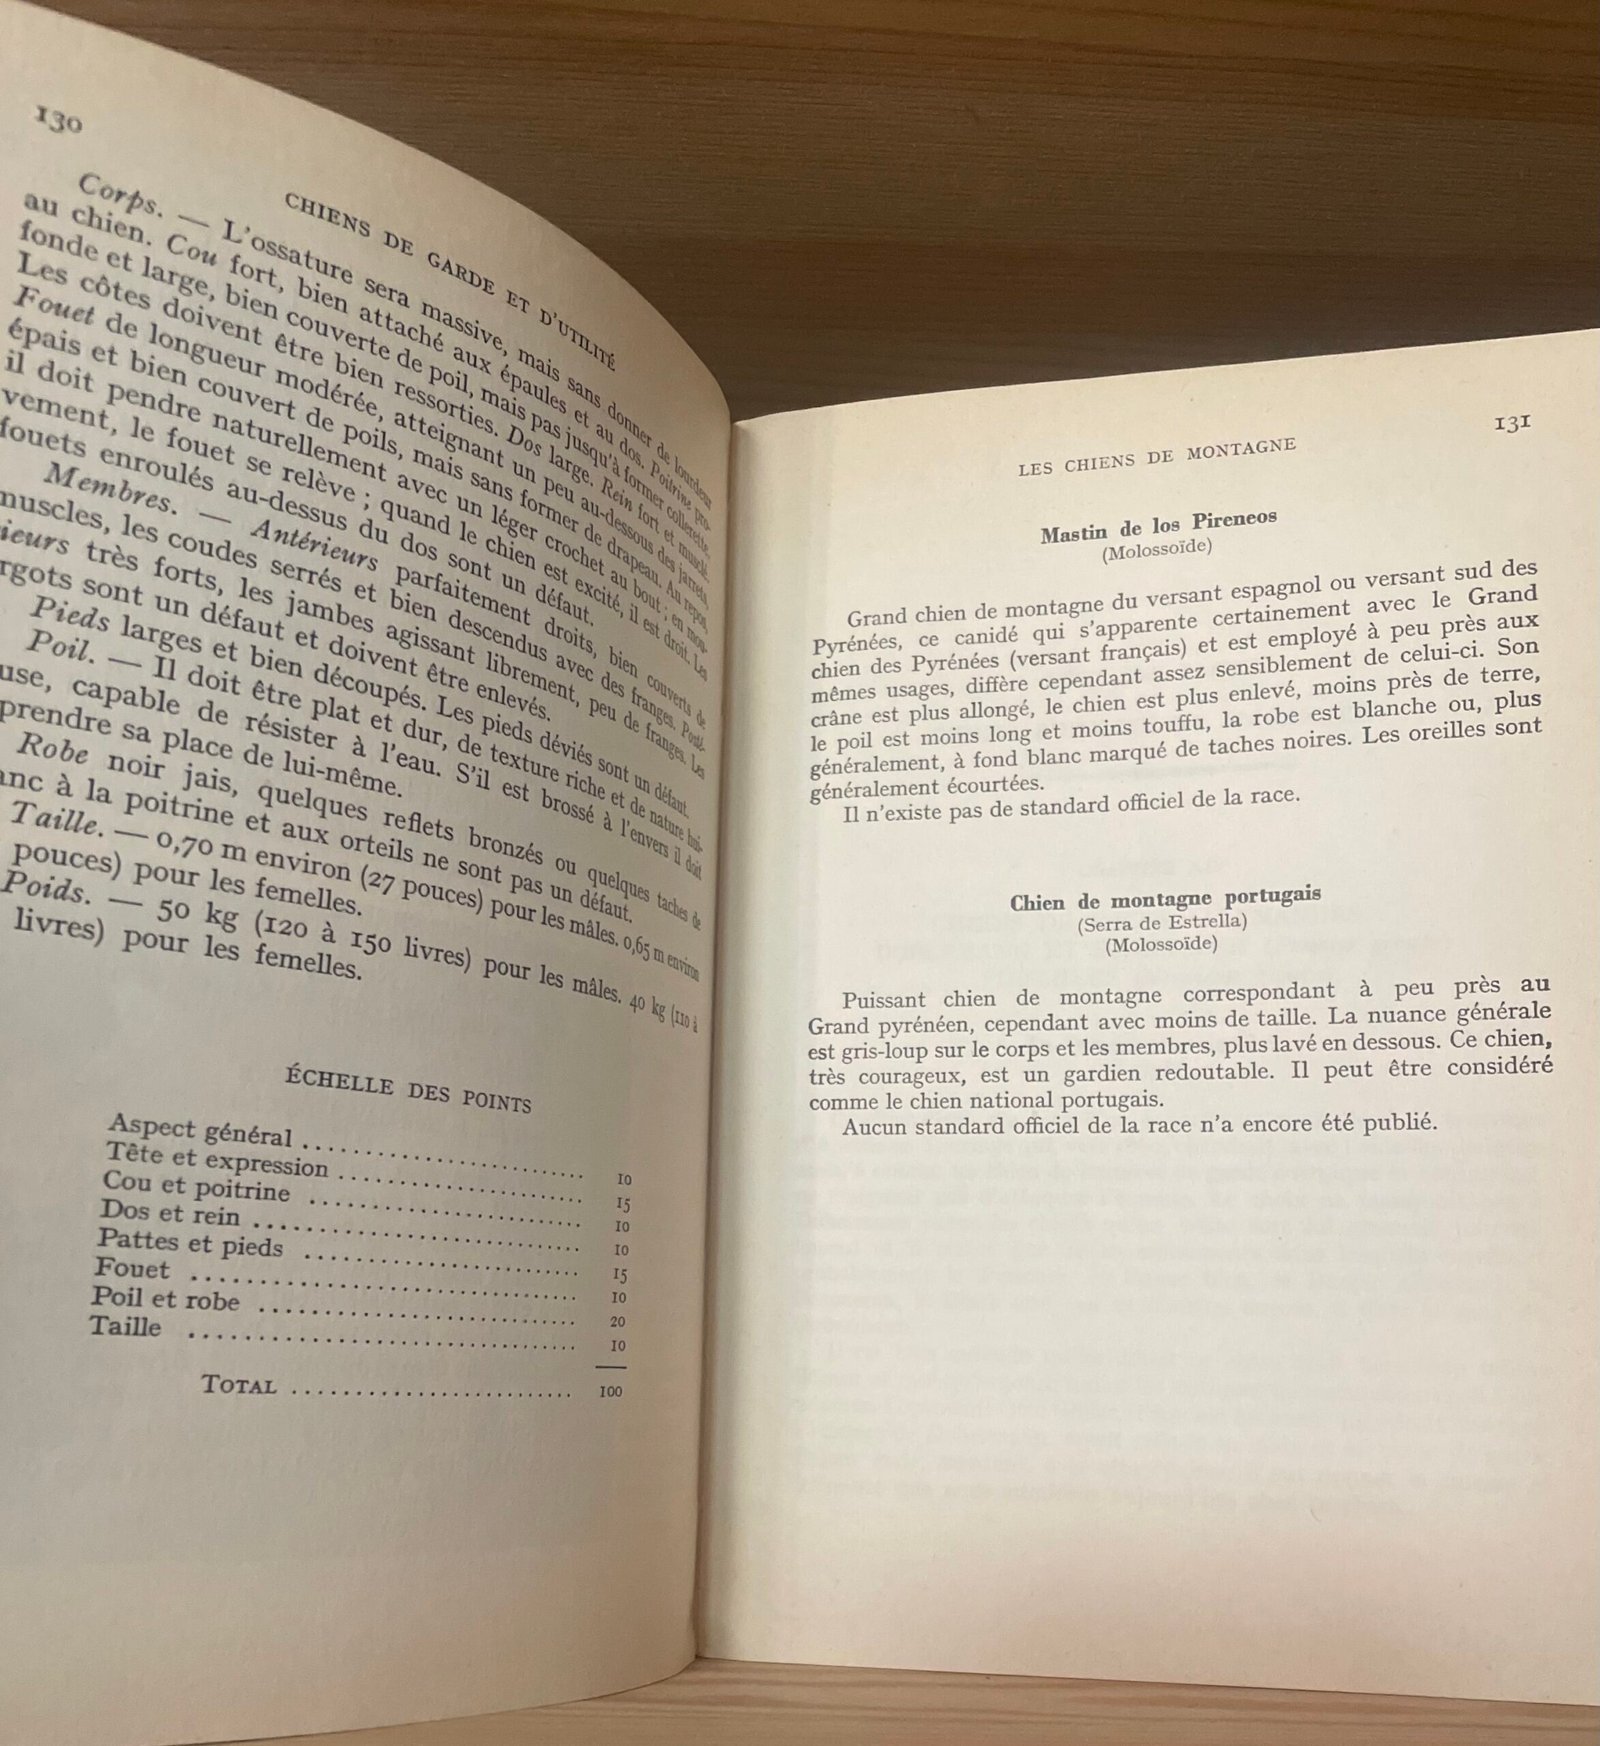 130
CHIENS DE GARDE ET D'UTILITÉ
Corps. — L'ossature sera massive, mais sans donner de lourdeur
au chien. Cou fort, bien attaché aux épaules et au dos. Poitrine pro-
fonde et large, bien couverte de poil, mais pas jusqu'à former collerette.
Les côtes doivent être bien ressorties. Dos large. Rein fort et musclé.
Fouet de longueur modérée, atteignant un peu au-dessous des jarrets,
épais et bien couvert de poils, mais sans former de drapeau. Au repos,
il doit pendre naturellement avec un léger crochet au bout ; en mou-
vement, le fouet se relève ; quand le chien est excité, il est droit. Les
fouets enroulés au-dessus du dos sont un défaut.
Membres. — Antérieurs parfaitement droits, bien couverts de
muscles, les coudes serrés et bien descendus avec des franges. Posté-
ieurs très forts, les jambes agissant librement, peu de franges. Les
rgots sont un défaut et doivent être enlevés.
Pieds larges et bien découpés. Les pieds déviés sont un défaut.
Poil. — Il doit être plat et dur, de texture riche et de nature hui-
use, capable de résister à l'eau. S'il est brossé à l'envers il doit
prendre sa place de lui-même.
Robe noir jais, quelques reflets bronzés ou quelques taches de
anc à la poitrine et aux orteils ne sont pas un défaut.
Taille. — 0,70 m environ (27 pouces) pour les mâles. 0,65 m environ
pouces) pour les femelles.
Poids. — 50 kg (120 à 150 livres) pour les mâles. 40 kg (110 à
livres) pour les femelles.
ÉCHELLE DES POINTS
Aspect général .......................... 10
Tête et expression ....................... 15
Cou et poitrine .......................... 10
Dos et rein .............................. 10
Pattes et pieds .......................... 15
Fouet .................................... 10
Poil et robe ............................. 20
Taille ................................... 10
TOTAL .......................... 100
131
LES CHIENS DE MONTAGNE
Mastin de los Pireneos
(Molossoïde)
Grand chien de montagne du versant espagnol ou versant sud des
Pyrénées, ce canidé qui s'apparente certainement avec le Grand
chien des Pyrénées (versant français) et est employé à peu près aux
mêmes usages, diffère cependant assez sensiblement de celui-ci. Son
crâne est plus allongé, le chien est plus enlevé, moins près de terre,
le poil est moins long et moins touffu, la robe est blanche ou, plus
généralement, à fond blanc marqué de taches noires. Les oreilles sont
généralement écourtées.
Il n'existe pas de standard officiel de la race.
Chien de montagne portugais
(Serra de Estrella)
(Molossoïde)
Puissant chien de montagne correspondant à peu près au
Grand pyrénéen, cependant avec moins de taille. La nuance générale
est gris-loup sur le corps et les membres, plus lavé en dessous. Ce chien,
très courageux, est un gardien redoutable. Il peut être considéré
comme le chien national portugais.
Aucun standard officiel de la race n'a encore été publié.